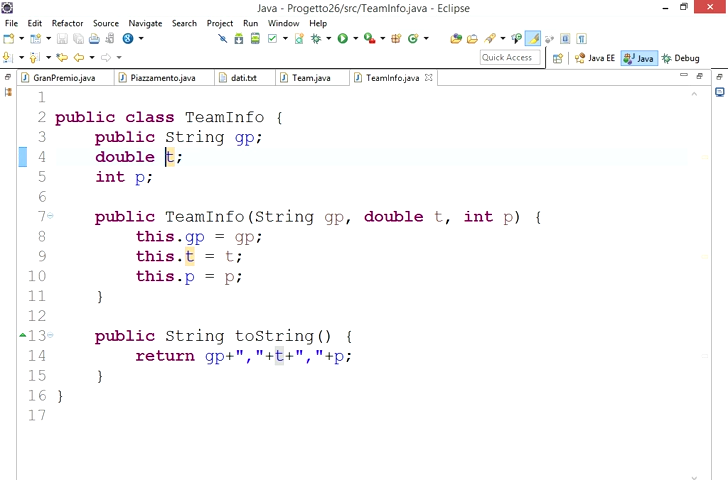 Java - Progetto26/src/TeamInfo.java - Eclipse
File Edit Refactor Source Navigate Search Project Run Window Help
Quick Access Java EE Java Debug
GranPremio.java Piazzamento.java dati.txt Team.java TeamInfo.java
1
2 public class TeamInfo {
3 public String gp;
4 double t;
5 int p;
6
7 public TeamInfo(String gp, double t, int p) {
8 this.gp = gp;
9 this.t = t;
10 this.p = p;
11 }
12
13 public String toString() {
14 return gp+","+t+","+p;
15 }
16 }
17